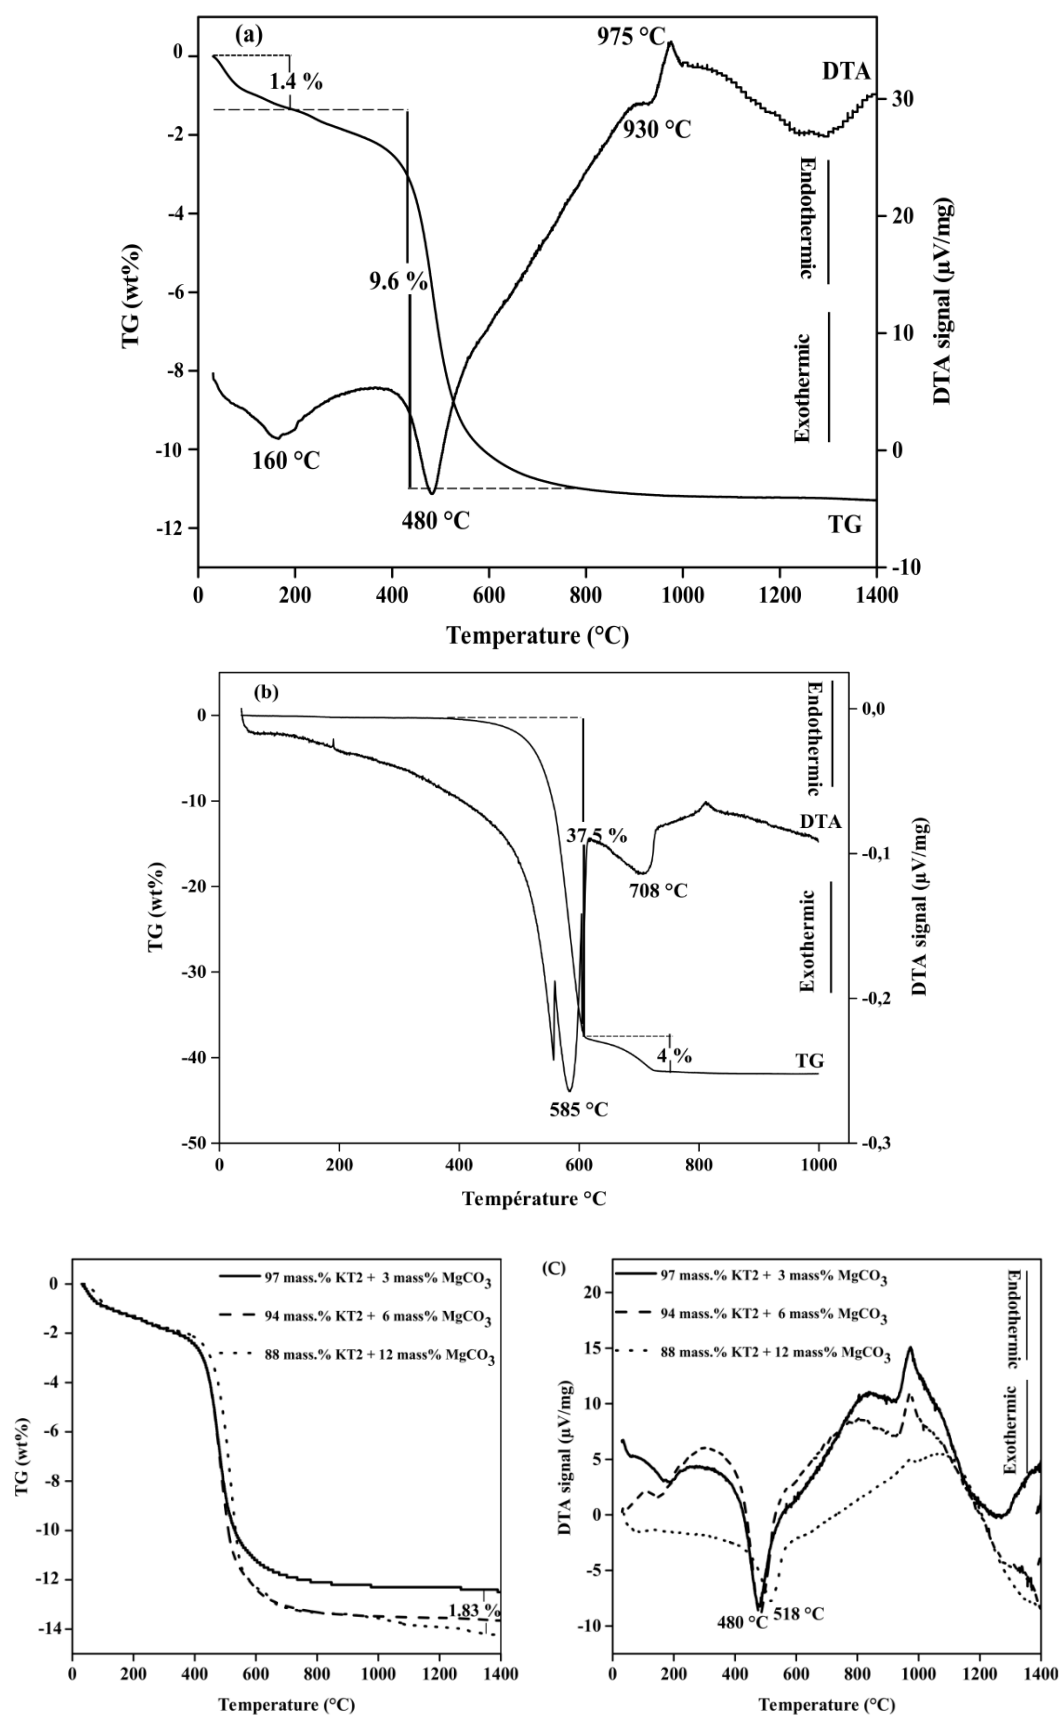 (a)
975 °C
DTA
1.4 %
930 °C
9.6 %
160 °C
480 °C
TG
Endothermic
Exothermic
TG (wt%)
DTA signal (µV/mg)
0
-2
-4
-6
-8
-10
-12
30
20
10
0
-10
0 200 400 600 800 1000 1200 1400
Temperature (°C)
(b)
Endothermic
Exothermic
DTA
37.5 %
708 °C
4 %
TG
585 °C
TG (wt%)
DTA signal (µV/mg)
0
-10
-20
-30
-40
-50
0,0
-0,1
-0,2
-0,3
0 200 400 600 800 1000
Température °C
97 mass.% KT2 + 3 mass% MgCO3
94 mass.% KT2 + 6 mass% MgCO3
88 mass.% KT2 + 12 mass% MgCO3
1.83 %
TG (wt%)
0
-2
-4
-6
-8
-10
-12
-14
0 200 400 600 800 1000 1200 1400
Temperature (°C)
(C)
97 mass.% KT2 + 3 mass% MgCO3
94 mass.% KT2 + 6 mass% MgCO3
88 mass.% KT2 + 12 mass% MgCO3
Endothermic
Exothermic
480 °C
518 °C
DTA signal (µV/mg)
20
15
10
5
0
-5
-10
0 200 400 600 800 1000 1200 1400
Temperature (°C)